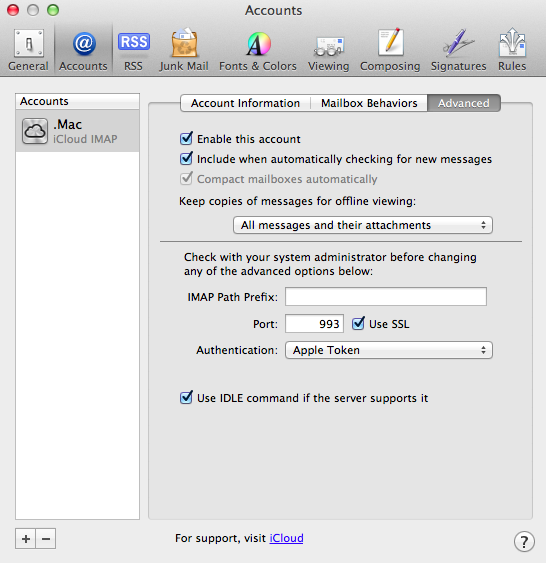 Accounts
General Accounts RSS Junk Mail Fonts & Colors Viewing Composing Signatures Rules
RSS
Accounts
.Mac
iCloud IMAP
Account Information Mailbox Behaviors Advanced
Enable this account
Include when automatically checking for new messages
Compact mailboxes automatically
Keep copies of messages for offline viewing:
All messages and their attachments
Check with your system administrator before changing
any of the advanced options below:
IMAP Path Prefix:
Port: 993 Use SSL
Authentication: Apple Token
Use IDLE command if the server supports it
+ − For support, visit iCloud ?